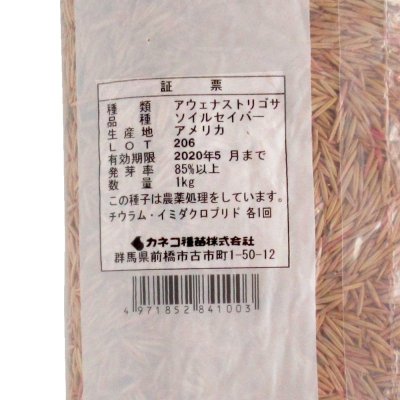 証　　票
種　　類　アウェナストリゴサ
品　　種　ソイルセイバー
生 産 地　アメリカ
ＬＯＴ　206
有効期限　2020年5 月まで
発 芽 率　85%以上
数　　量　1kg
この種子は農薬処理をしています。
チウラム・イミダクロプリド 各1回
カネコ種苗株式会社
群馬県前橋市古市町1-50-12
4 971852 841003